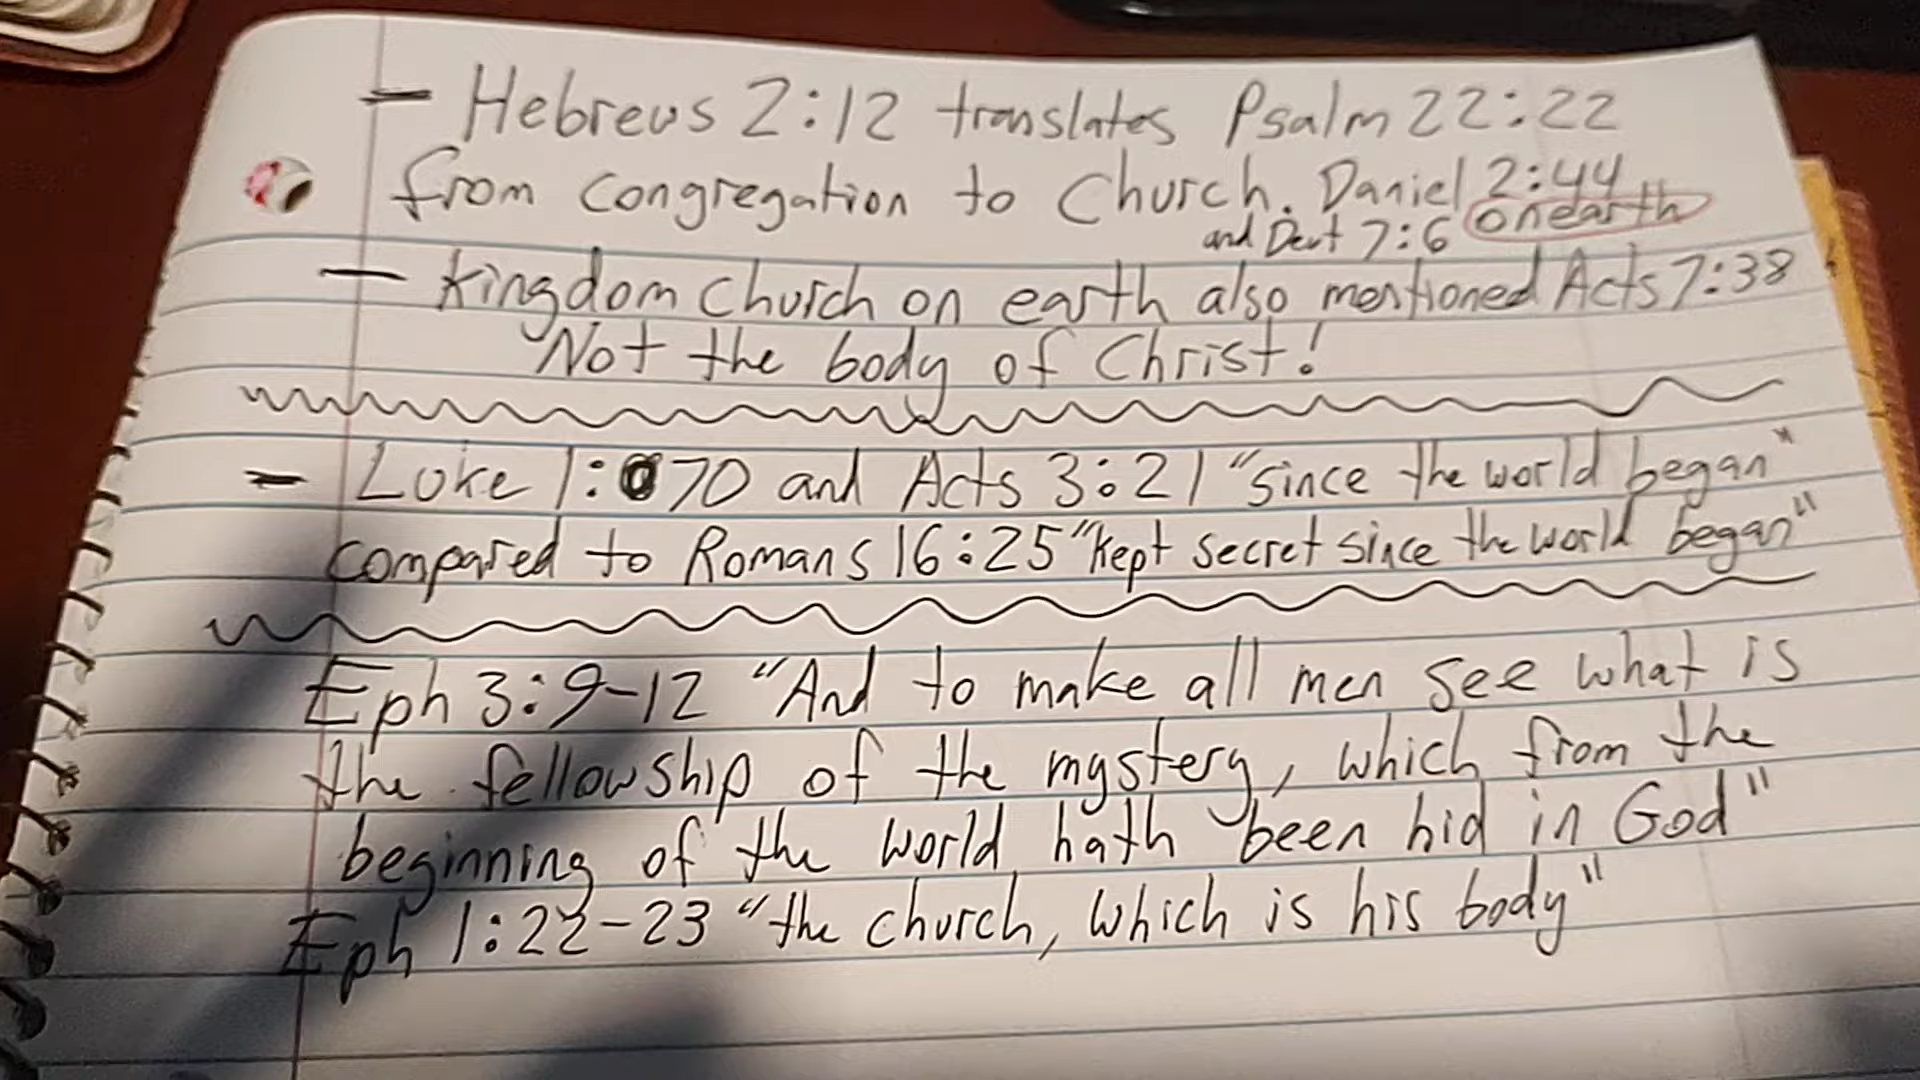 - Hebrews 2:12 translates Psalm 22:22
from congregation to Church. Daniel 2:44
and Deut 7:6 on earth
- Kingdom Church on earth also mentioned Acts 7:38
Not the body of Christ!
- Luke 1:70 and Acts 3:21 "since the world began"
compared to Romans 16:25 "kept secret since the world began"
Eph 3:9-12 "And to make all men see what is
the fellowship of the mystery, which from the
beginning of the world hath been hid in God"
Eph 1:22-23 "the church, which is his body"